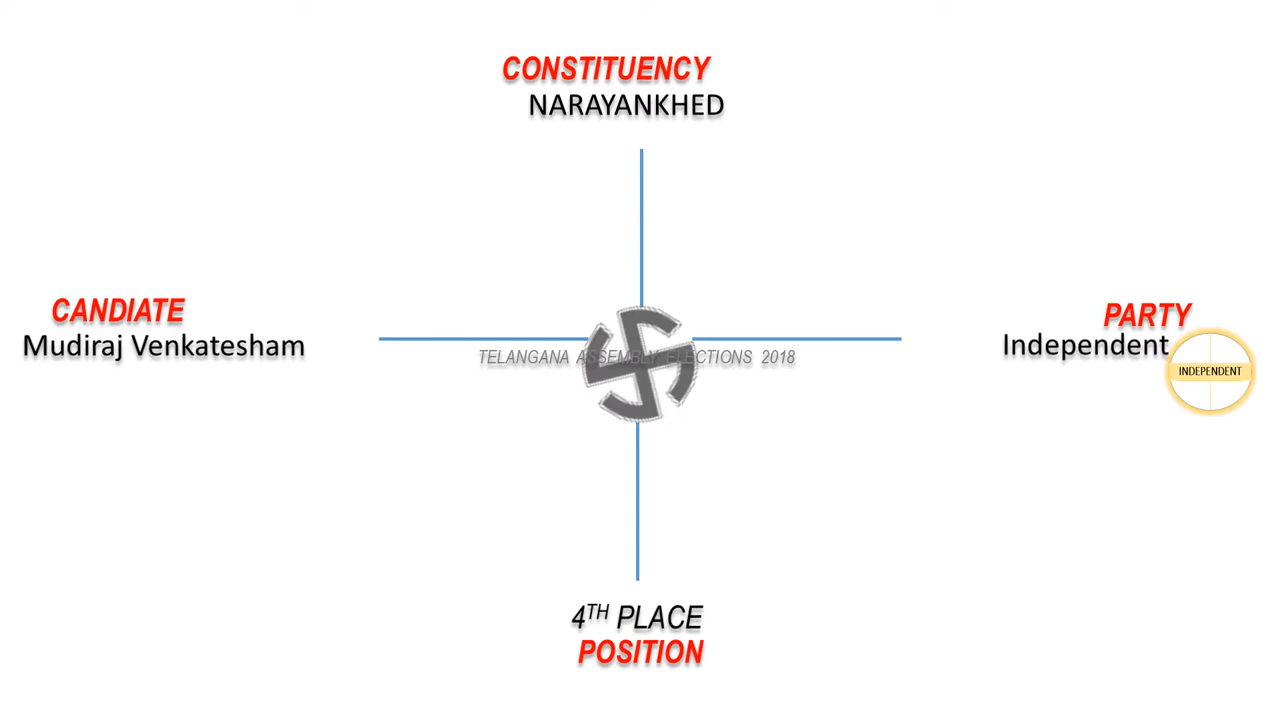 CONSTITUENCY
NARAYANKHED
CANDIATE
Mudiraj Venkatesham
PARTY
Independent
INDEPENDENT
TELANGANA ASSEMBLY ELECTIONS 2018
4TH PLACE
POSITION